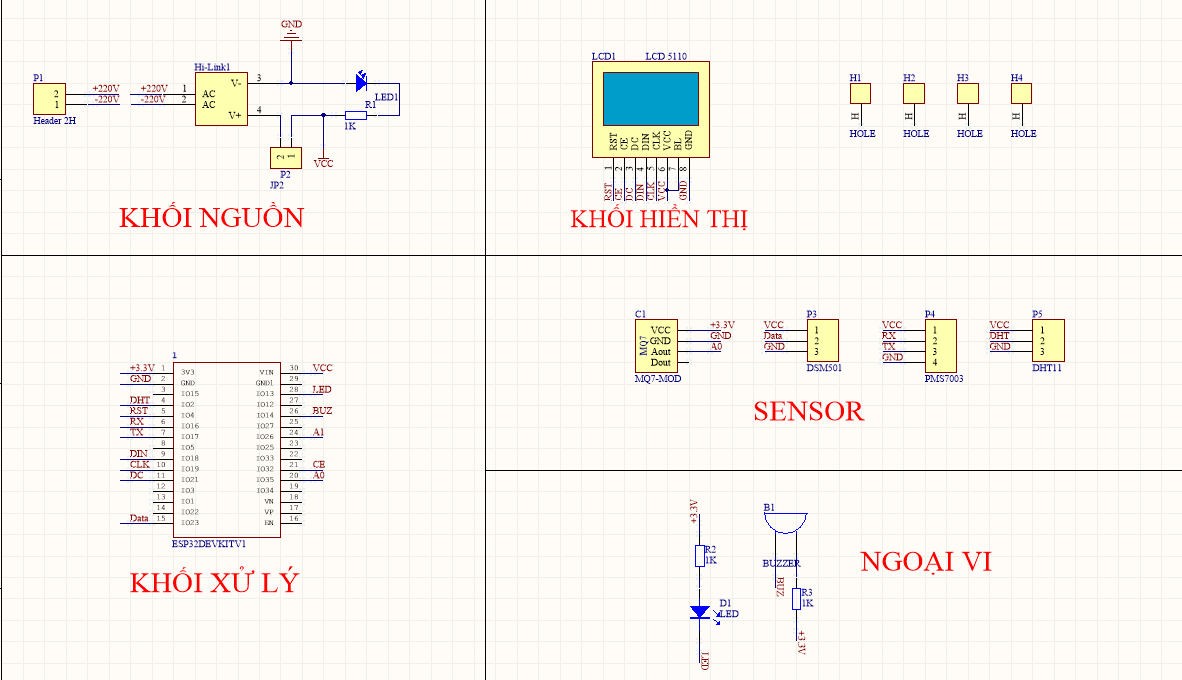 GND
P1
2
1
Header 2H
+220V
-220V
+220V
-220V
1
2
Hi-Link1
AC
AC
V-
V+
3
4
LED1
R1
1K
VCC
2 1
P2
JP2
KHỐI NGUỒN
LCD1 LCD 5110
RST CE DC DIN CLK VCC BL GND
1 2 3 4 5 6 7 8
RST CE DC DIN CLK VCC GND
KHỐI HIỂN THỊ
H1 H2 H3 H4
H H H H
HOLE HOLE HOLE HOLE
1
+3.3V 1 3V3 VIN 30 VCC
GND 2 GND GND1 29
3 IO15 IO13 28 LED
DHT 4 IO2 IO12 27
RST 5 IO4 IO14 26 BUZ
RX 6 IO16 IO27 25
TX 7 IO17 IO26 24 A1
8 IO5 IO25 23
DIN 9 IO18 IO33 22
CLK 10 IO19 IO32 21 CE
DC 11 IO21 IO35 20 A0
12 IO3 IO34 19
13 IO1 VN 18
14 IO22 VP 17
Data 15 IO23 EN 16
ESP32DEVKITV1
KHỐI XỬ LÝ
C1
MQ7
VCC +3.3V
GND GND
Aout A0
Dout
MQ7-MOD
P3
VCC 1
Data 2
GND 3
DSM501
P4
VCC 1
RX 2
TX 3
GND 4
PMS7003
P5
VCC 1
DHT 2
GND 3
DHT11
SENSOR
+3.3V
R2
1K
D1
LED
LED
B1
BUZZER
BUZ
R3
1K
+3.3V
NGOẠI VI